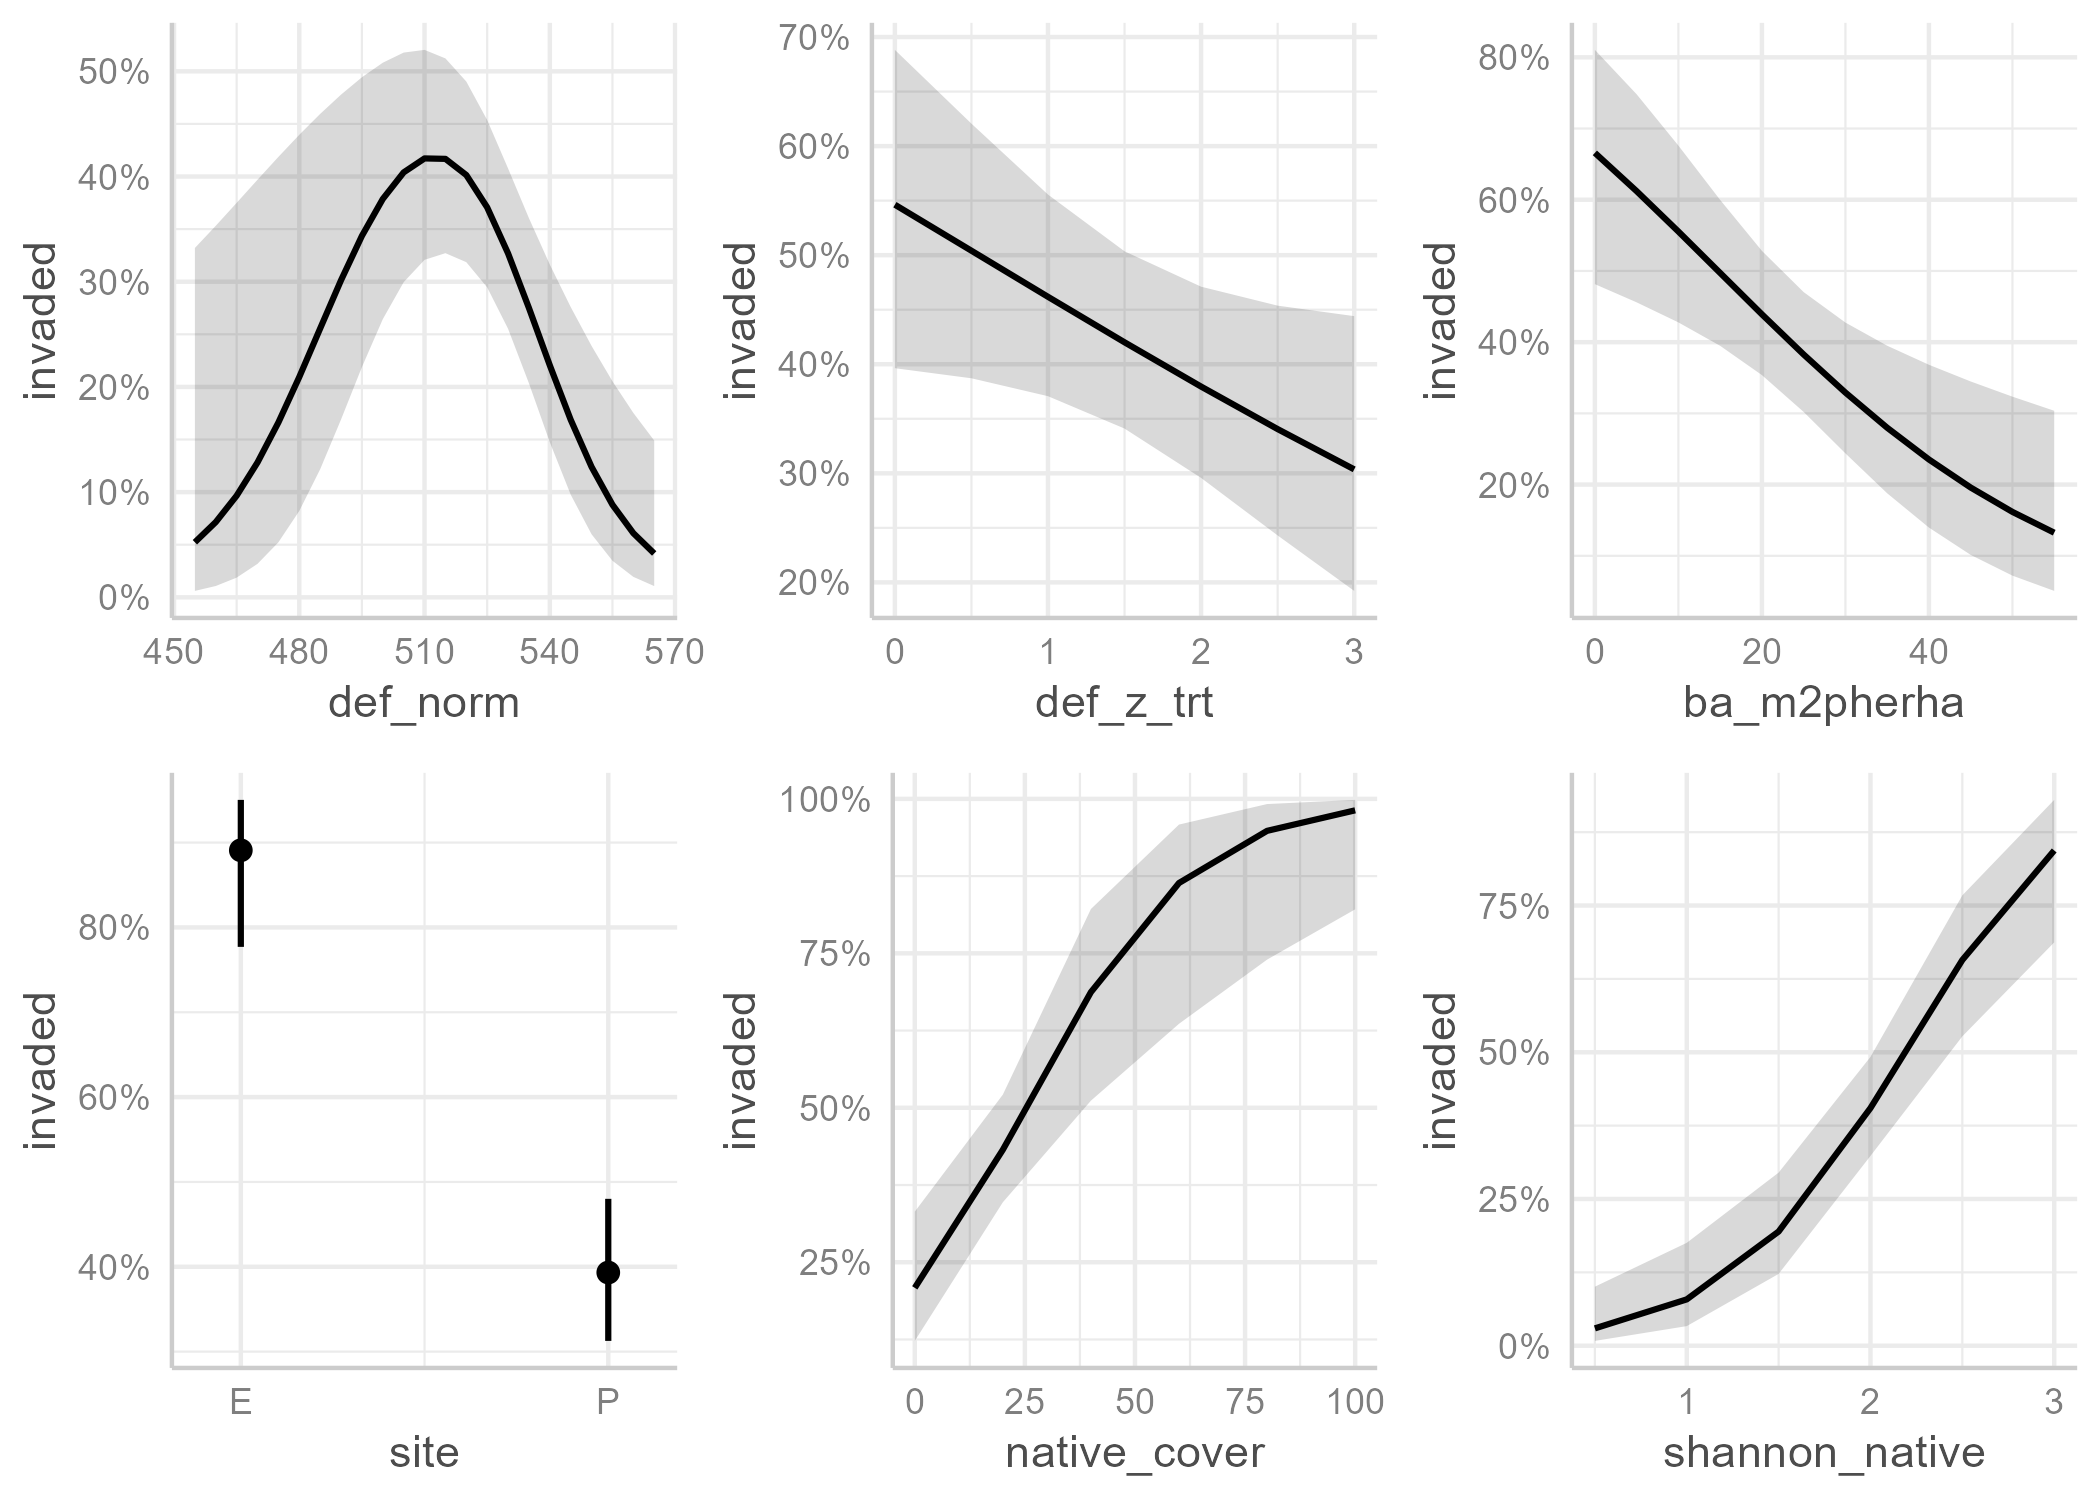 invaded
50%
40%
30%
20%
10%
0%
450 480 510 540 570
def_norm
invaded
70%
60%
50%
40%
30%
20%
0 1 2 3
def_z_trt
invaded
80%
60%
40%
20%
0 20 40
ba_m2pherha
invaded
80%
60%
40%
E P
site
invaded
100%
75%
50%
25%
0 25 50 75 100
native_cover
invaded
75%
50%
25%
0%
1 2 3
shannon_native